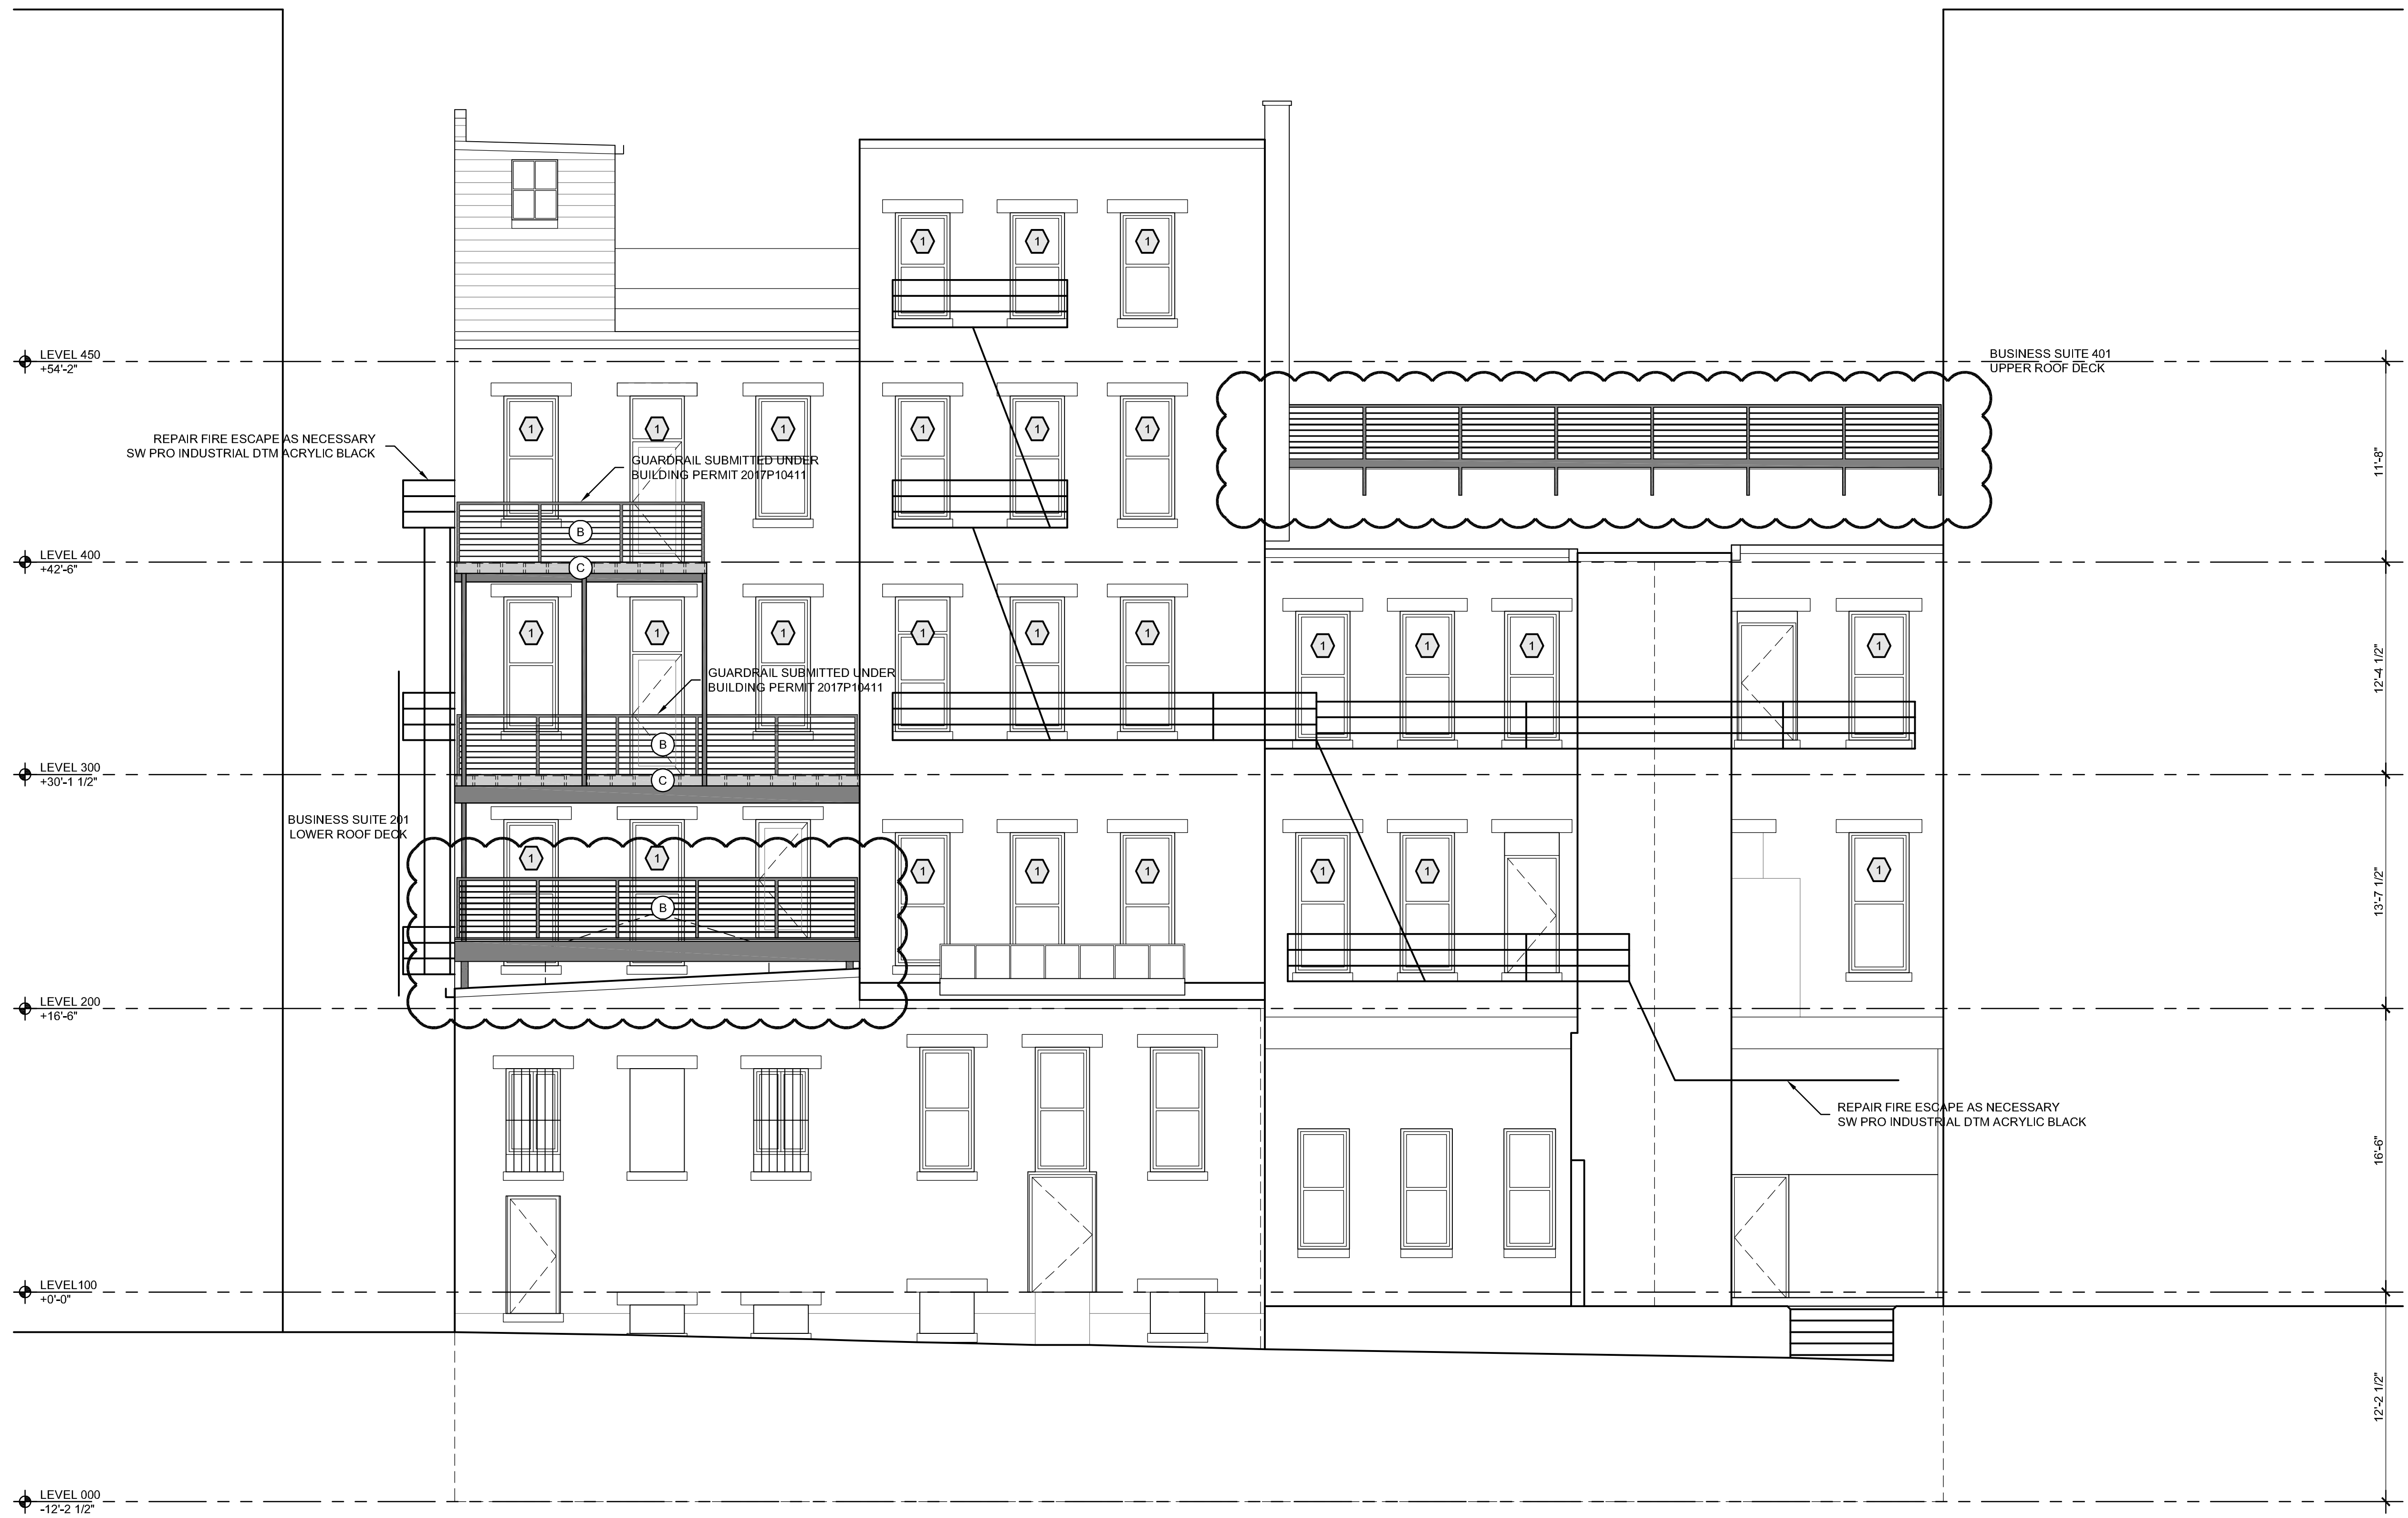 1
1
1
LEVEL 450
+54'-2"
BUSINESS SUITE 401
UPPER ROOF DECK
1
1
1
1
1
1
REPAIR FIRE ESCAPE AS NECESSARY
SW PRO INDUSTRIAL DTM ACRYLIC BLACK
GUARDRAIL SUBMITTED UNDER
BUILDING PERMIT 2017P10411
11'-8"
B
LEVEL 400
+42'-6"
C
1
1
1
1
1
1
1
1
1
1
GUARDRAIL SUBMITTED UNDER
BUILDING PERMIT 2017P10411
12'-4 1/2"
B
LEVEL 300
+30'-1 1/2"
C
BUSINESS SUITE 201
LOWER ROOF DECK
1
1
1
1
1
1
1
1
13'-7 1/2"
B
LEVEL 200
+16'-6"
REPAIR FIRE ESCAPE AS NECESSARY
SW PRO INDUSTRIAL DTM ACRYLIC BLACK
16'-6"
LEVEL100
+0'-0"
12'-2 1/2"
LEVEL 000
-12'-2 1/2"